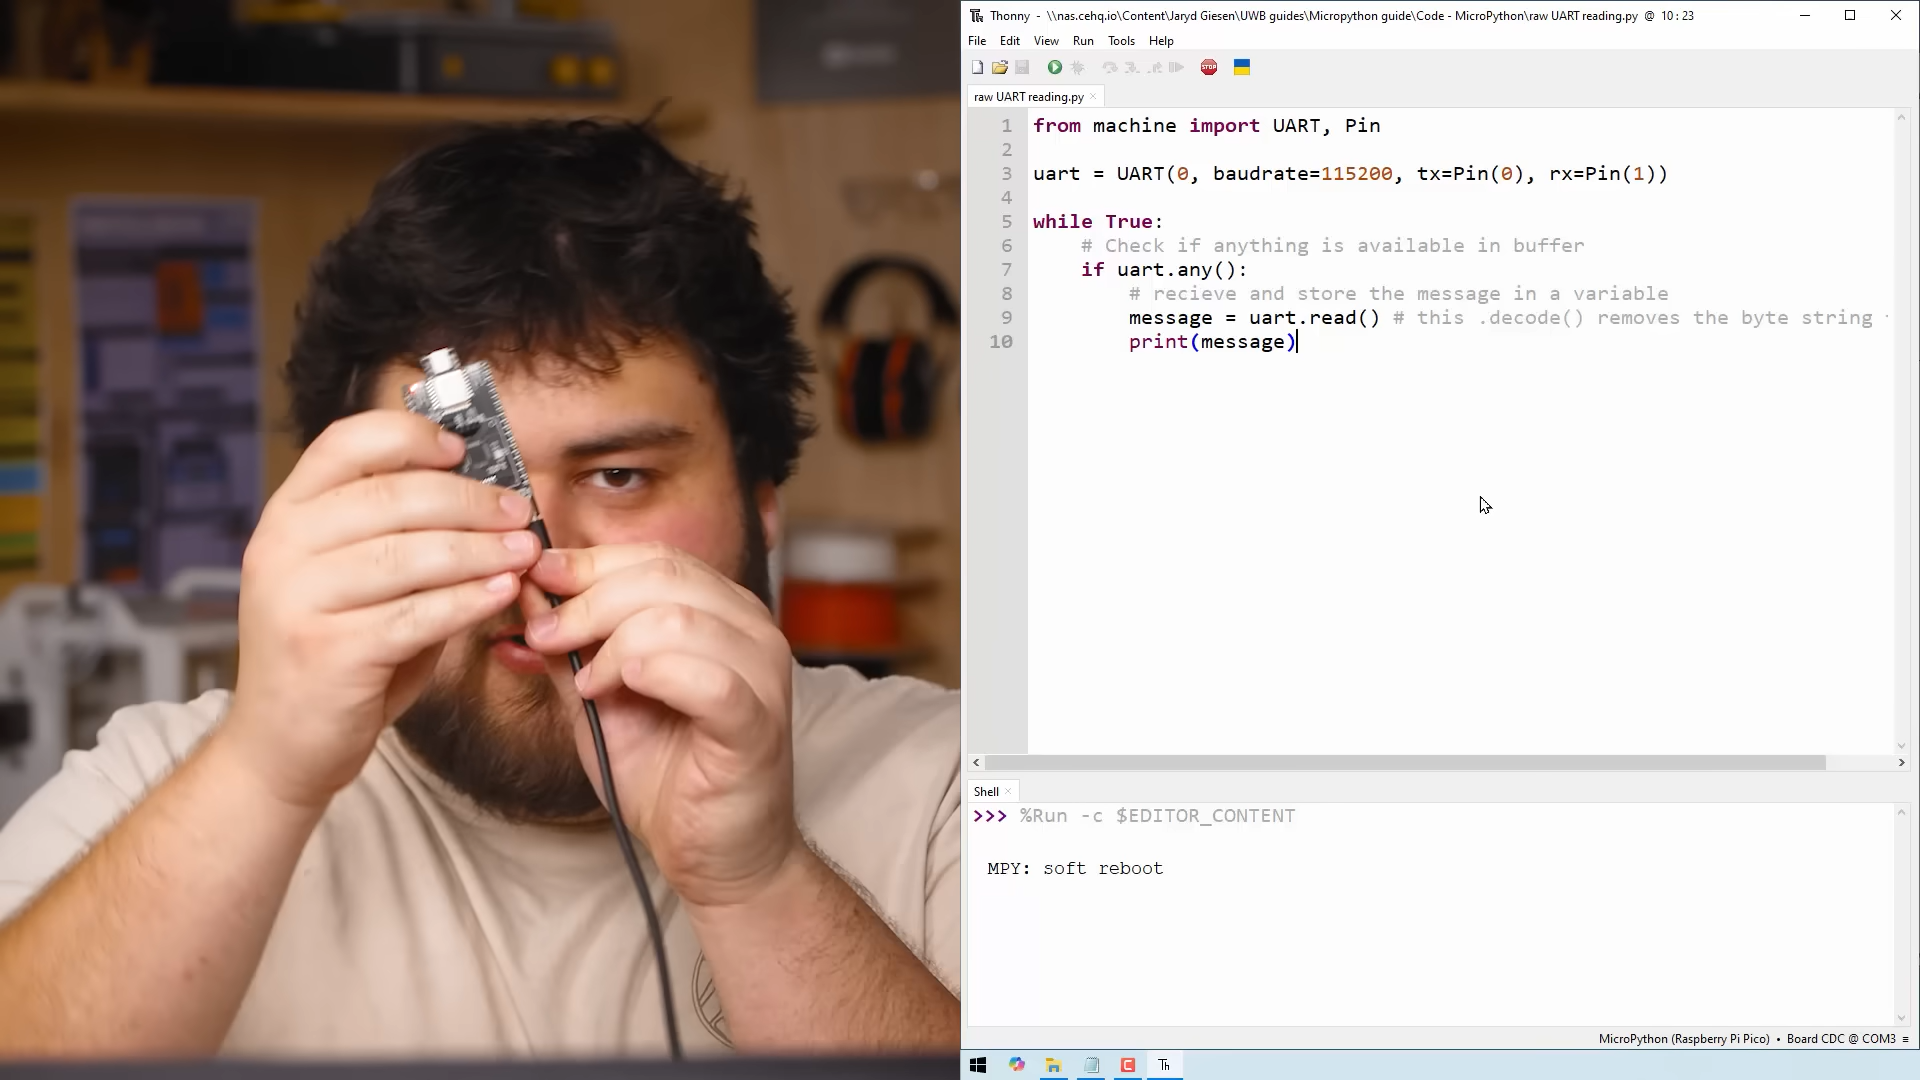 Thonny - \\nas.cehq.io\Content\Jaryd Giesen\UWB guides\Micropython guide\Code - MicroPython\raw UART reading.py @ 10:23
File Edit View Run Tools Help
STOP
raw UART reading.py
1 from machine import UART, Pin
2
3 uart = UART(0, baudrate=115200, tx=Pin(0), rx=Pin(1))
4
5 while True:
6 # Check if anything is available in buffer
7 if uart.any():
8 # recieve and store the message in a variable
9 message = uart.read() # this .decode() removes the byte string
10 print(message)
Shell
>>> %Run -c $EDITOR_CONTENT
MPY: soft reboot
MicroPython (Raspberry Pi Pico) • Board CDC @ COM3 ≡
Th